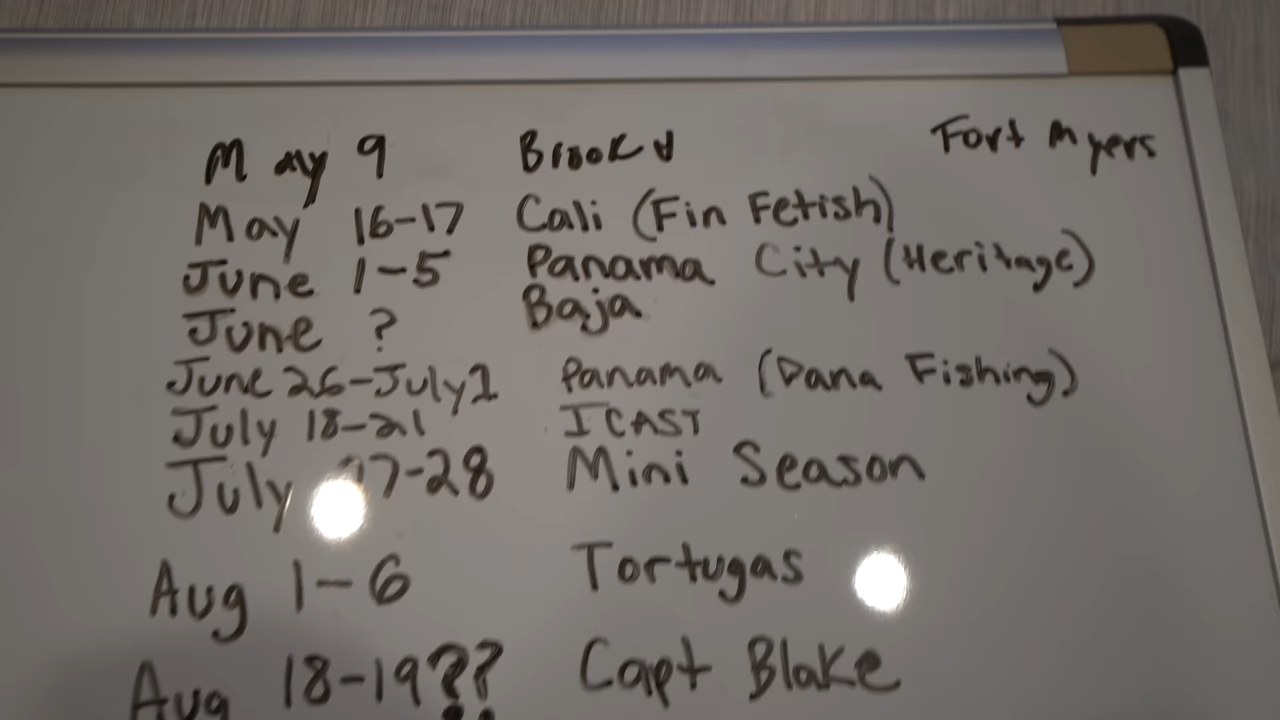 May 9 Brook d Fort Myers
May 16-17 Cali (Fin Fetish)
June 1-5 Panama City (Heritage)
June ? Baja
June 26-July 1 Panama (Dana Fishing)
July 18-21 ICAST
July 7-28 Mini Season
Aug 1-6 Tortugas
Aug 18-19?? Capt Blake